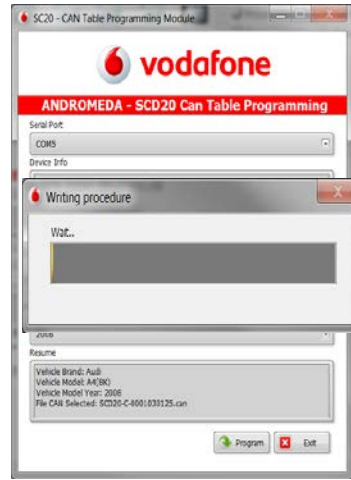 SC20 - CAN Table Programming Module
vodafone
ANDROMEDA - SCD20 Can Table Programming
Serial Port
COM5
Device Info
Writing procedure
Wait...
2008
Resume
Vehicle Brand: Audi
Vehicle Model: A4(8K)
Vehicle Model Year: 2008
File CAN Selected: SCD20-C-0001030125.can
Program
Exit